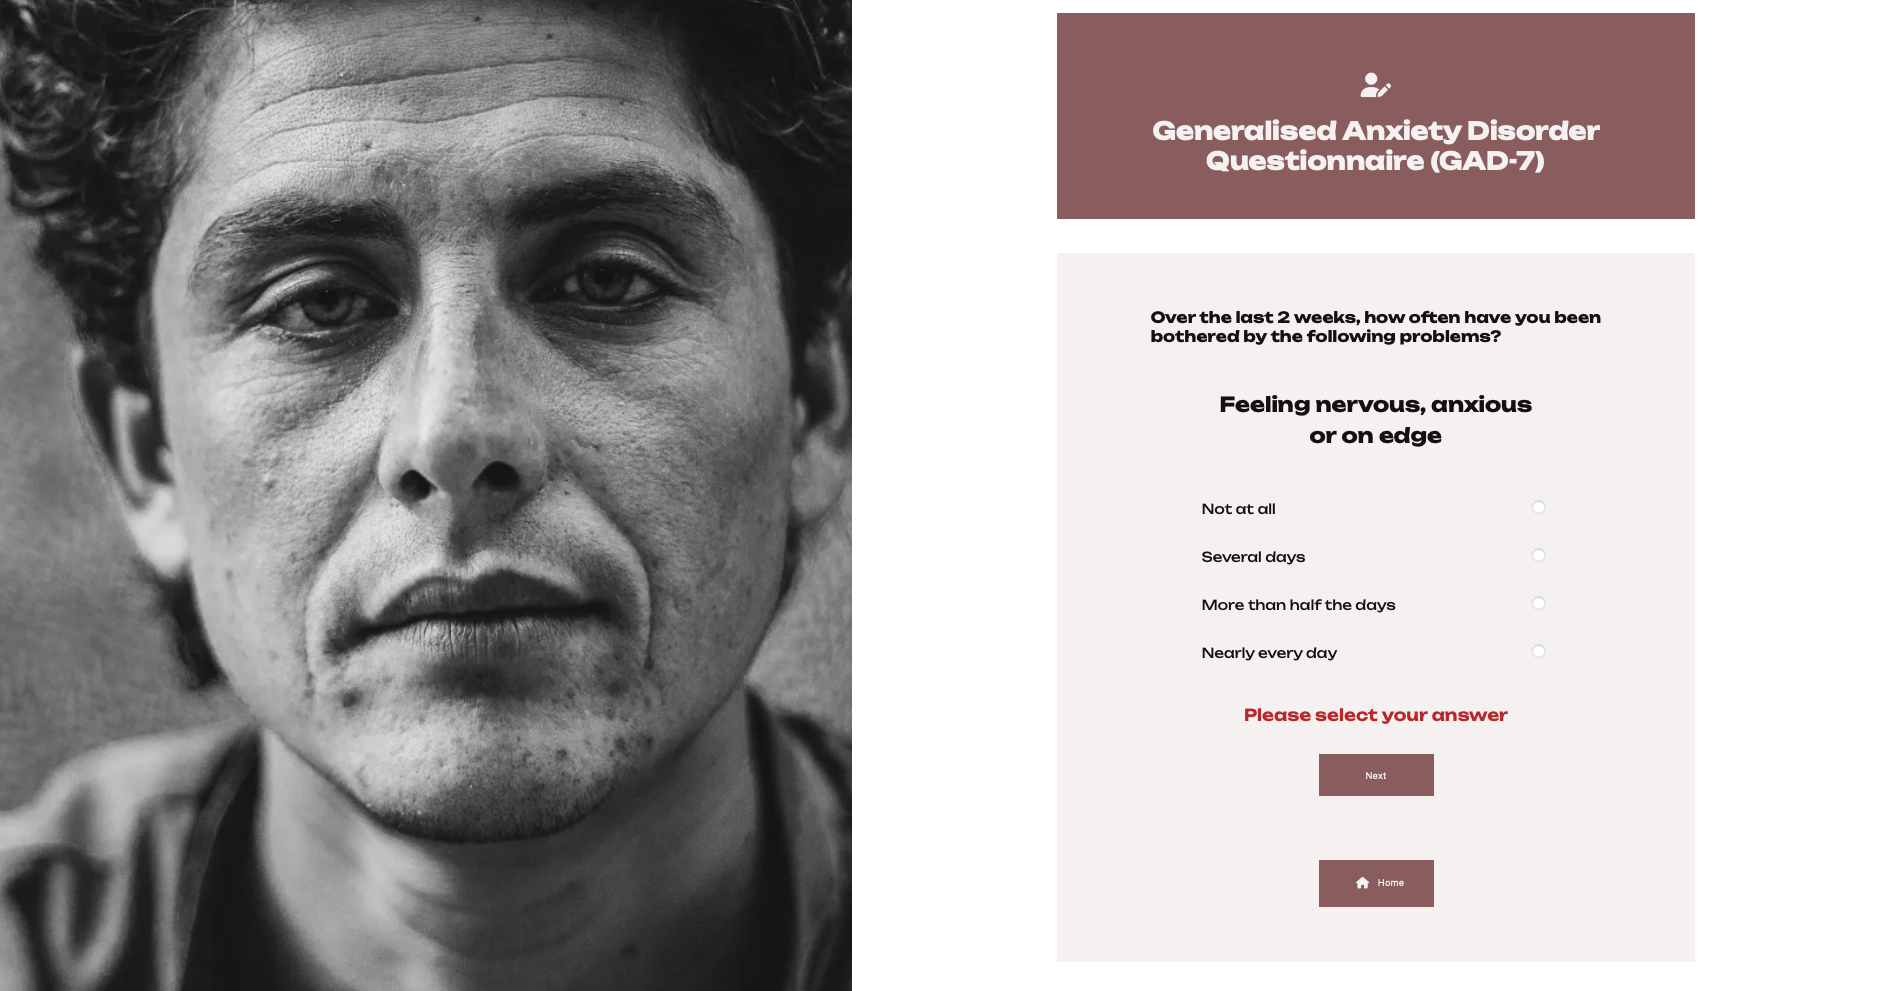 Generalised Anxiety Disorder
Questionnaire (GAD-7)
Over the last 2 weeks, how often have you been
bothered by the following problems?
Feeling nervous, anxious
or on edge
Not at all
Several days
More than half the days
Nearly every day
Please select your answer
Next
Home